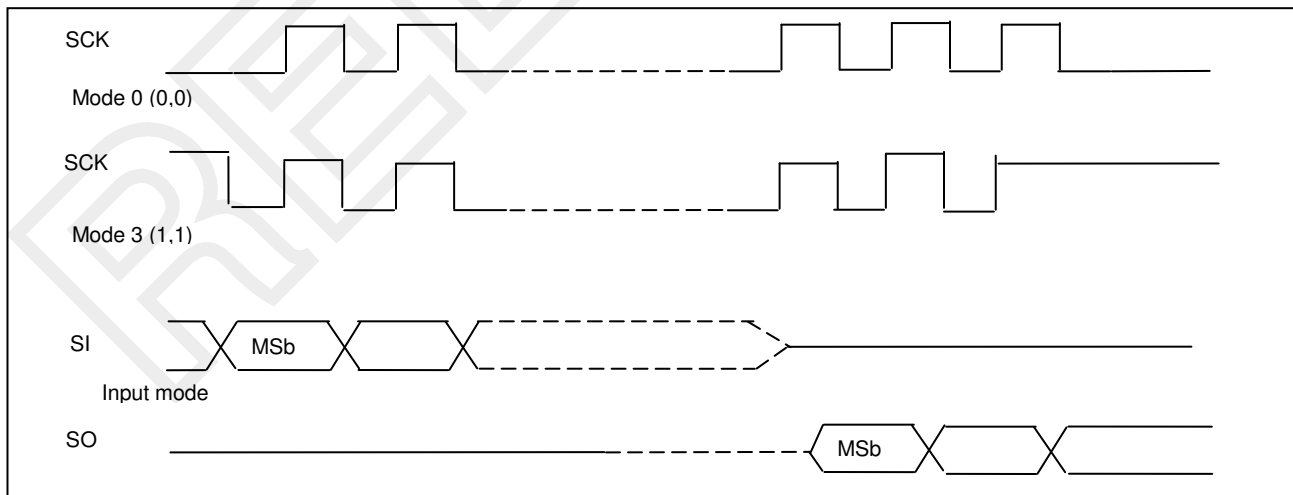 SCK
Mode 0 (0,0)
SCK
Mode 3 (1,1)
SI
MSb
Input mode
SO
MSb